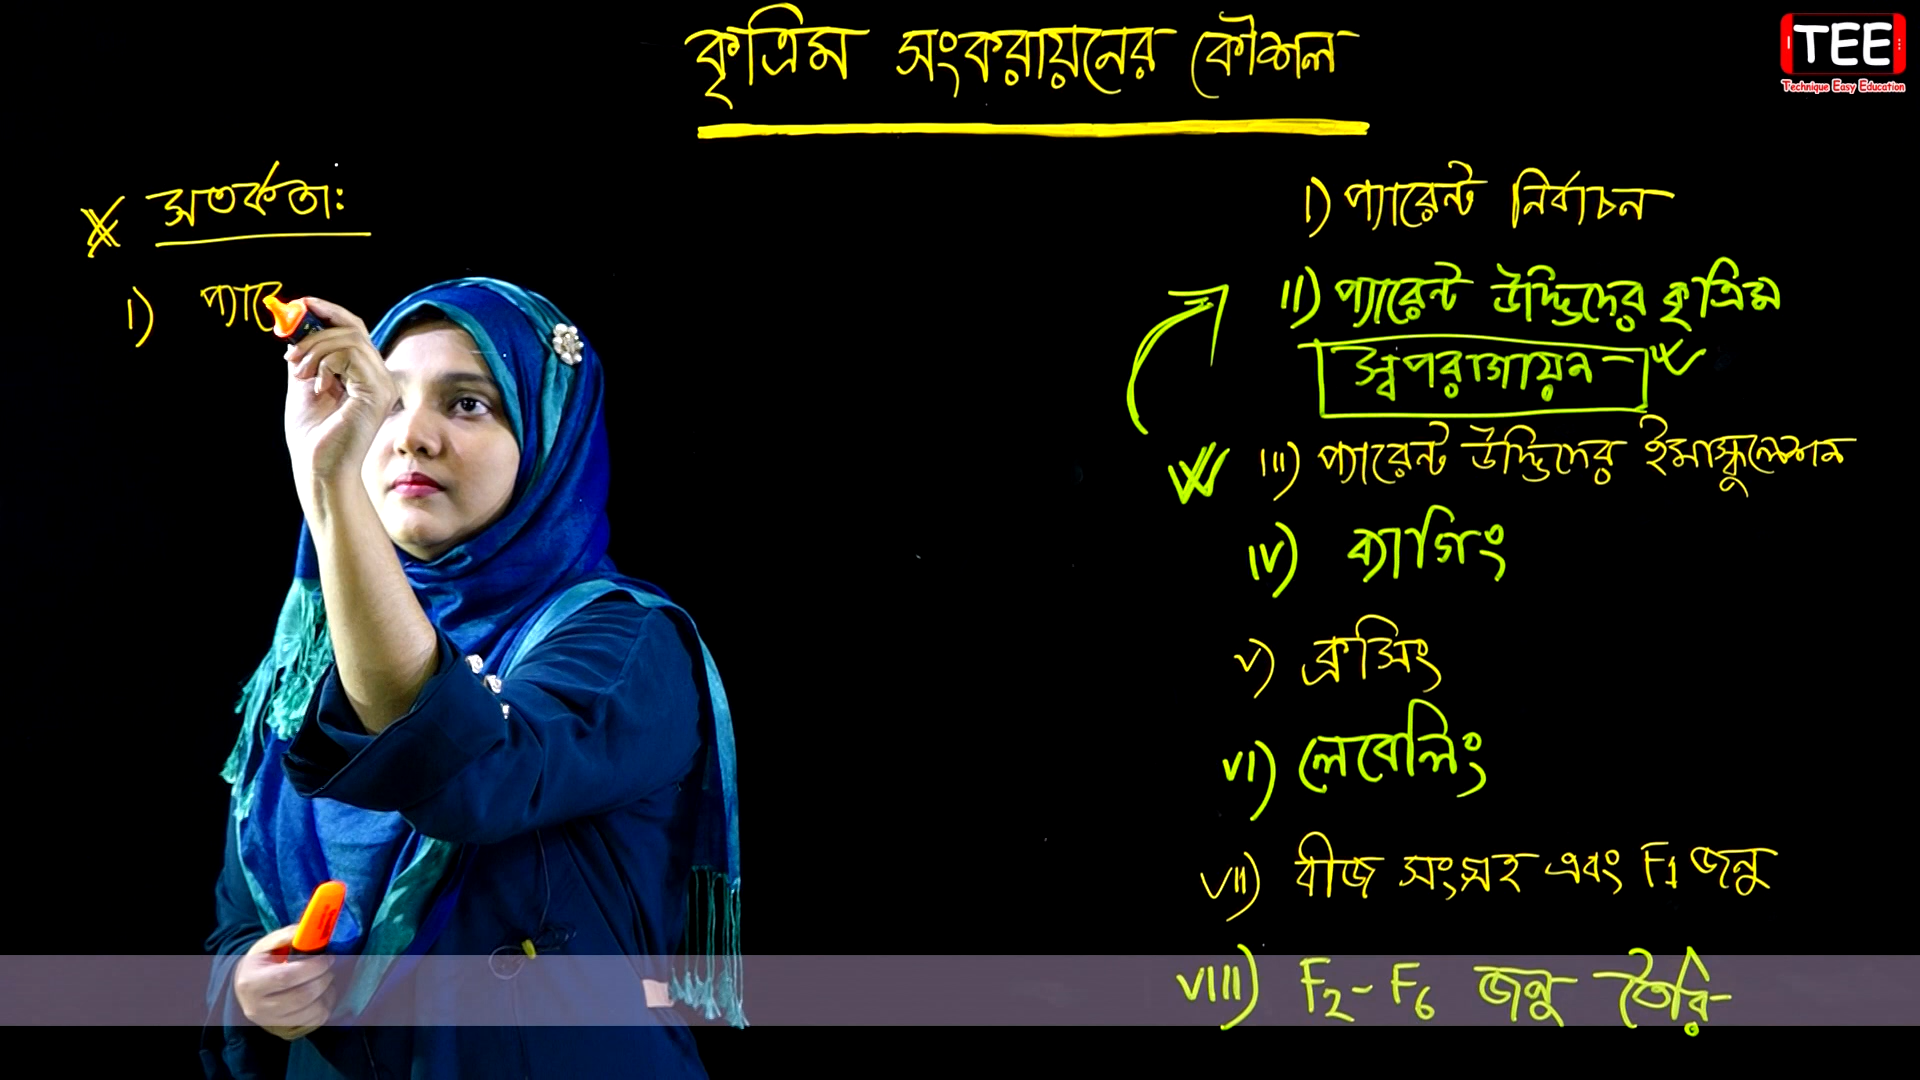 কৃত্রিম সংকরায়নের কৌশল
TEE
Technique Easy Education
সতর্কতা:
i) প্যারে
i) প্যারেন্ট নির্বাচন
ii) প্যারেন্ট উদ্ভিদের কৃত্রিম
স্বপরাগায়ন
iii) প্যারেন্ট উদ্ভিদের ইমাস্কুলেশন
iv) ব্যাগিং
v) ক্রসিং
vi) লেবেলিং
vii) বীজ সংগ্রহ এবং F1 জনু
viii) F2-F6 জনু তৈরি